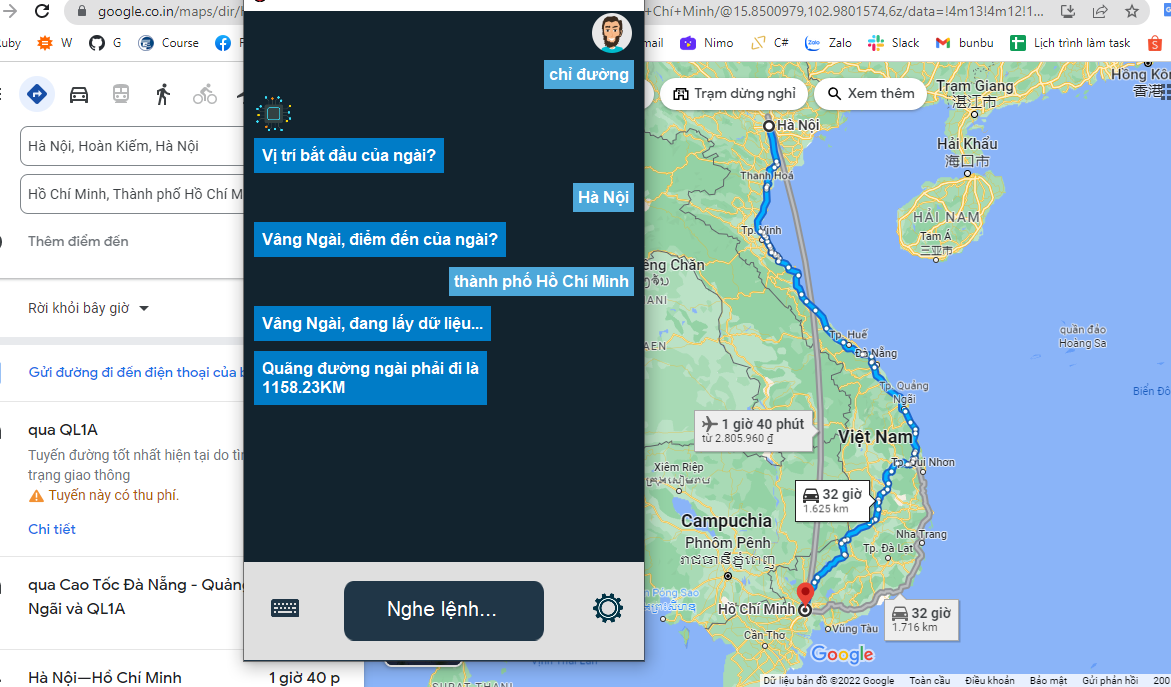 google.co.in/maps/dir/
Chí+Minh/@15.8500979,102.9801574,6z/data=!4m13!4m12!1...
W
G
Course
Nimo
C#
Zalo
Slack
bunbu
Lịch trình làm task
Hà Nội, Hoàn Kiếm, Hà Nội
Hồ Chí Minh, Thành phố Hồ Chí M
Thêm điểm đến
Rời khỏi bây giờ
Gửi đường đi đến điện thoại của b
qua QL1A
Tuyến đường tốt nhất hiện tại do tìn
trạng giao thông
Tuyến này có thu phí.
Chi tiết
qua Cao Tốc Đà Nẵng - Quảng
Ngãi và QL1A
Hà Nội—Hồ Chí Minh
1 giờ 40 p
chỉ đường
Vị trí bắt đầu của ngài?
Hà Nội
Vâng Ngài, điểm đến của ngài?
thành phố Hồ Chí Minh
Vâng Ngài, đang lấy dữ liệu...
Quãng đường ngài phải đi là
1158.23KM
Nghe lệnh...
Trạm dừng nghỉ
Xem thêm
Trạm Giang
湛江市
Hồng Kôn
香港
Hải Khẩu
海口市
HẢI NAM
Tam Á
三亚市
Hà Nội
Thanh Hoá
Tp. Vinh
êng Chăn
Tp. Huế
Đà Nẵng
Tp. Quảng
Ngãi
quần đảo
Hoàng Sa
Biển Đô
1 giờ 40 phút
từ 2.805.960 ₫
Việt Nam
Tp. Qui Nhơn
Xiêm Riệp
32 giờ
1.625 km
Campuchia
Phnôm Pênh
Nha Trang
Tp. Đà Lạt
Hồ Chí Minh
32 giờ
1.716 km
Vũng Tàu
Cần Thơ
Google
Dữ liệu bản đồ ©2022 Google
Toàn cầu
Điều khoản
Bảo mật
Gửi phản hồi
200